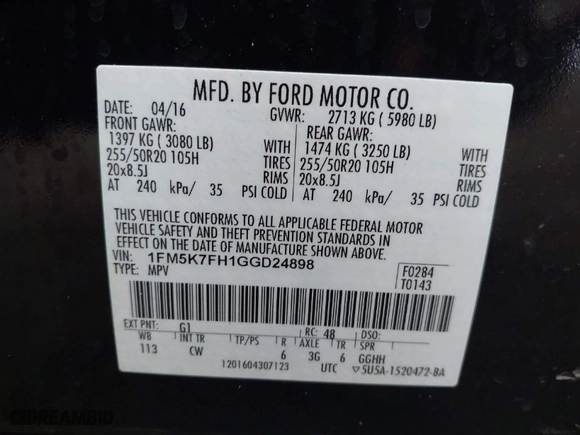 MFD. BY FORD MOTOR CO.
DATE: 04/16 GVWR: 2713 KG ( 5980 LB)
FRONT GAWR: REAR GAWR:
1397 KG ( 3080 LB) WITH 1474 KG ( 3250 LB) WITH
255/50R20 105H TIRES 255/50R20 105H TIRES
20x8.5J RIMS 20x8.5J RIMS
AT 240 kPa/ 35 PSI COLD AT 240 kPa/ 35 PSI COLD
THIS VEHICLE CONFORMS TO ALL APPLICABLE FEDERAL MOTOR
VEHICLE SAFETY AND THEFT PREVENTION STANDARDS IN
EFFECT ON THE DATE OF MANUFACTURE SHOWN ABOVE.
VIN: 1FM5K7FH1GGD24898 F0284
TYPE: MPV T0143
EXT PNT: G1 RC: 48 DSO:
WB INT TR TP/PS R AXLE TR SPR
113 CW 6 3G 6 GGHH
1201604307123 UTC ▽5U5A-1520472-BA
DREAMBID